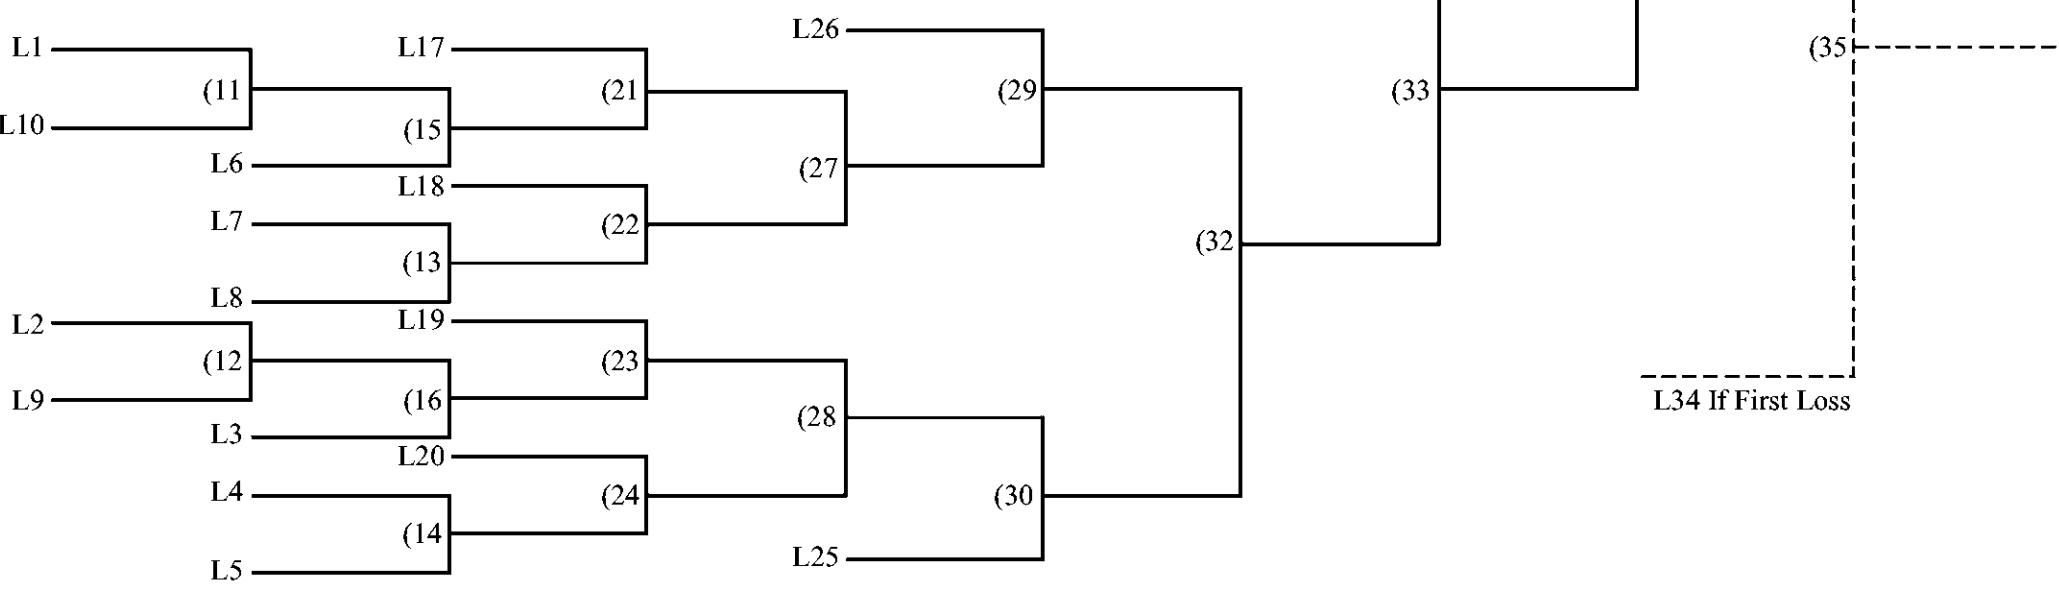 L26
L1
L17
(35
(11
(21
(29
(33
L10
(15
L6
(27
L18
L7
(22
(32
(13
L8
L19
L2
(12
(23
L9
(16
L34 If First Loss
(28
L3
L20
L4
(24
(30
(14
L25
L5